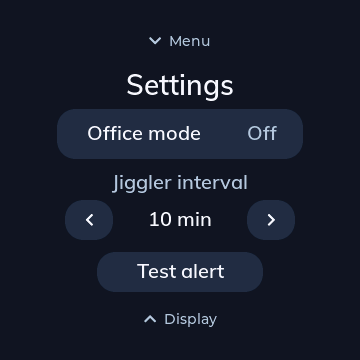 Menu
Settings
Office mode Off
Jiggler interval
10 min
Test alert
Display